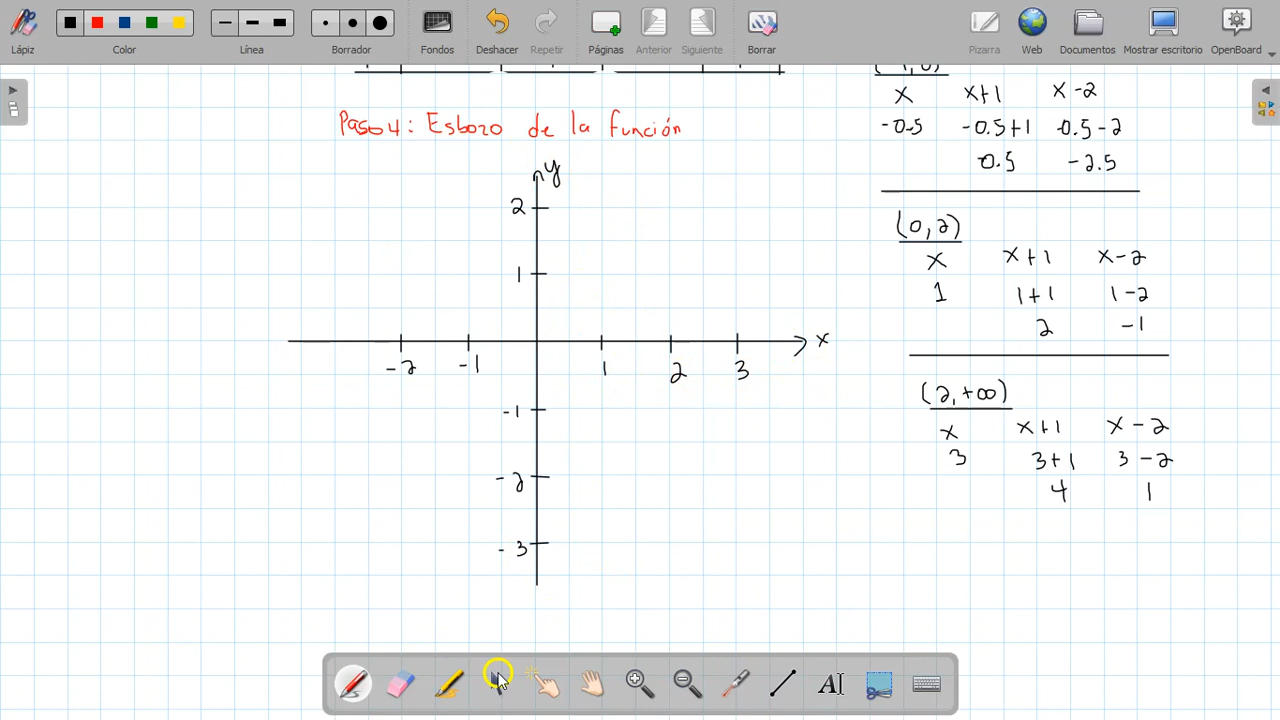 Lápiz Color Línea Borrador Fondos Deshacer Repetir Páginas Anterior Siguiente Borrar Pizarra Web Documentos Mostrar escritorio OpenBoard
Paso 4: Esbozo de la función
y
2
1
x
-2 -1 1 2 3
-1
-2
-3
x x+1 x-2
-0.5 -0.5+1 -0.5-2
0.5 -2.5
(0,2)
x x+1 x-2
1 1+1 1-2
2 -1
(2,+∞)
x x+1 x-2
3 3+1 3-2
4 1